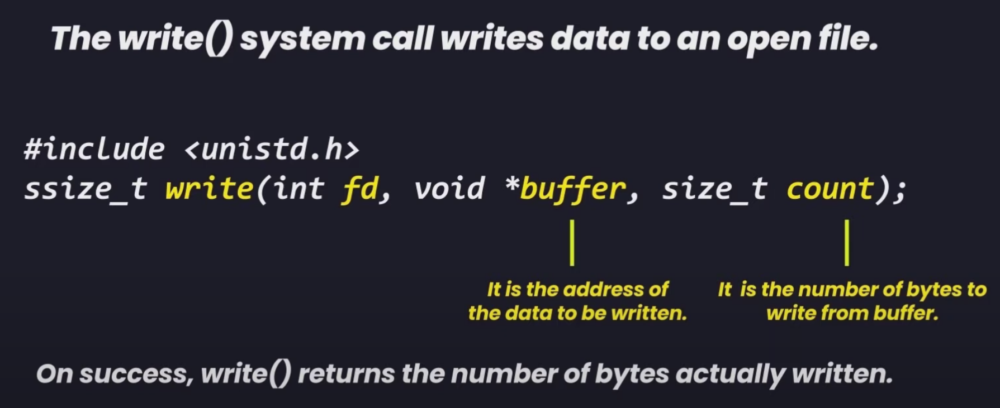 The write() system call writes data to an open file.
#include <unistd.h>
ssize_t write(int fd, void *buffer, size_t count);
It is the address of
the data to be written.
It is the number of bytes to
write from buffer.
On success, write() returns the number of bytes actually written.